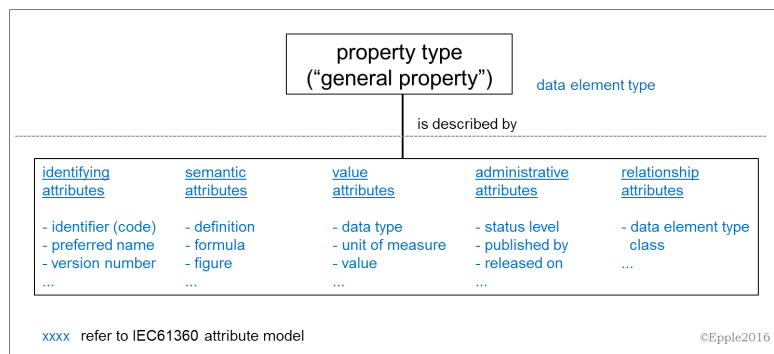 property type
(“general property”)
data element type
is described by
identifying attributes
- identifier (code)
- preferred name
- version number
...
semantic attributes
- definition
- formula
- figure
...
value attributes
- data type
- unit of measure
- value
...
administrative attributes
- status level
- published by
- released on
...
relationship attributes
- data element type
class
...
xxxx refer to IEC61360 attribute model
©Epple2016